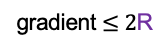 gradient ≤ 2R